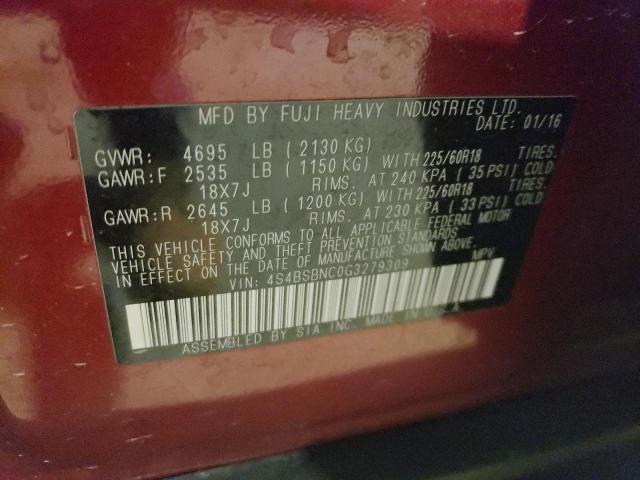 MFD BY FUJI HEAVY INDUSTRIES LTD.
DATE: 01/16
GVWR: 4695 LB (2130 KG)
GAWR:F 2535 LB (1150 KG) WITH 225/60R18 TIRES.
18X7J RIMS. AT 240 KPA (35 PSI) COLD
GAWR:R 2645 LB (1200 KG) WITH 225/60R18 TIRES.
18X7J RIMS. AT 230 KPA (33 PSI) COLD
THIS VEHICLE CONFORMS TO ALL APPLICABLE FEDERAL MOTOR
VEHICLE SAFETY AND THEFT PREVENTION STANDARDS
IN EFFECT ON THE DATE OF MANUFACTURE SHOWN ABOVE.
VIN: 4S4BSBNC0G3279309 MPV
ASSEMBLED BY SIA INC. MADE IN U.S.A.